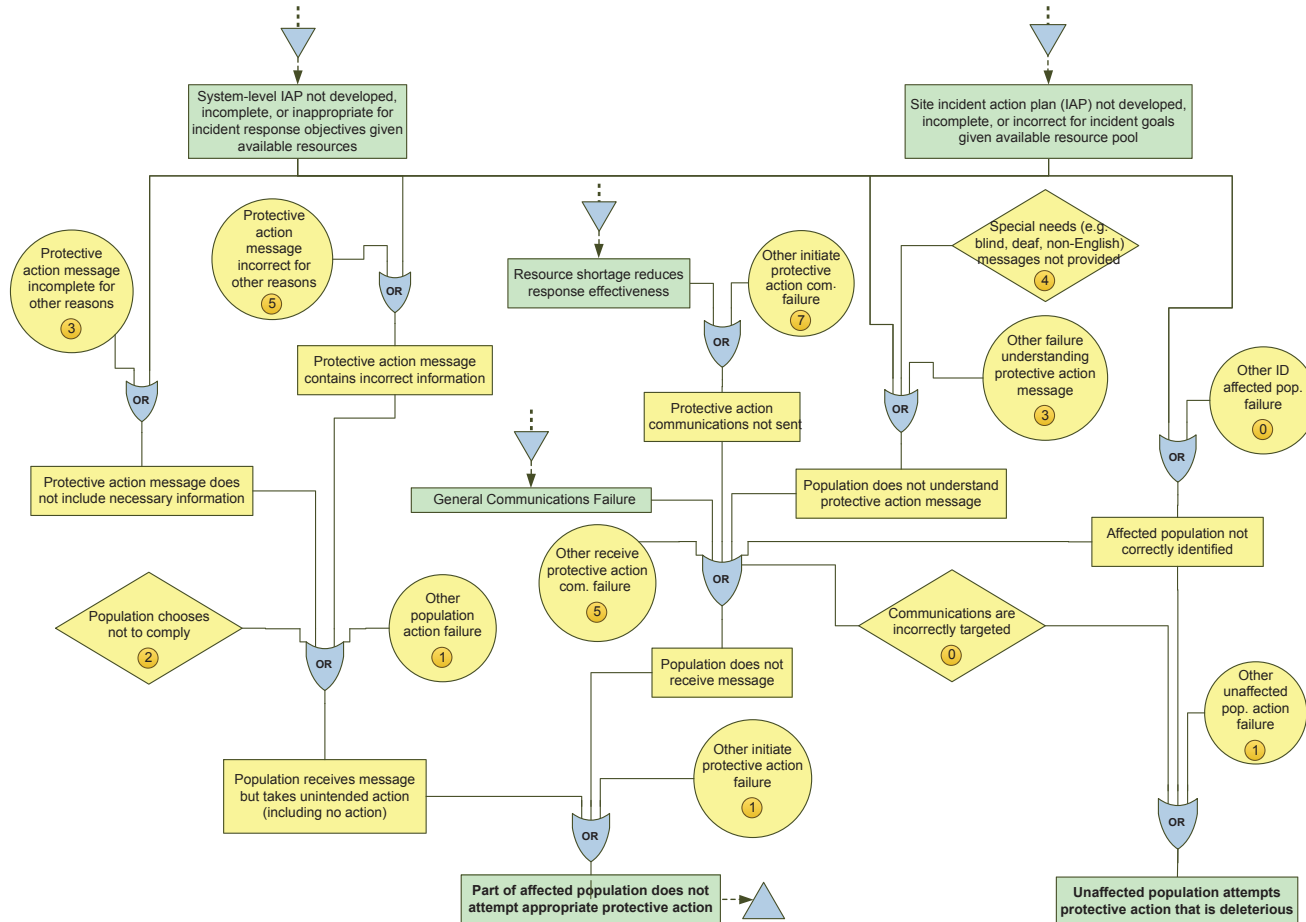 System-level IAP not developed,
incomplete, or inappropriate for
incident response objectives given
available resources
Site incident action plan (IAP) not developed,
incomplete, or incorrect for incident goals
given available resource pool
Protective
action message
incomplete for
other reasons
3
Protective
action
message
incorrect for
other reasons
5
Resource shortage reduces
response effectiveness
Other initiate
protective
action com.
failure
7
Special needs (e.g.
blind, deaf, non-English)
messages not provided
4
OR
OR
OR
OR
OR
Protective action message
contains incorrect information
Other failure
understanding
protective action
message
3
Other ID
affected pop.
failure
0
Protective action
communications not sent
Protective action message does
not include necessary information
General Communications Failure
Population does not understand
protective action message
Affected population not
correctly identified
Other receive
protective action
com. failure
5
OR
Population chooses
not to comply
2
Other
population
action failure
1
OR
Communications are
incorrectly targeted
0
Population does not
receive message
Other
unaffected
pop. action
failure
1
Population receives message
but takes unintended action
(including no action)
Other initiate
protective action
failure
1
OR
OR
Part of affected population does not
attempt appropriate protective action
Unaffected population attempts
protective action that is deleterious